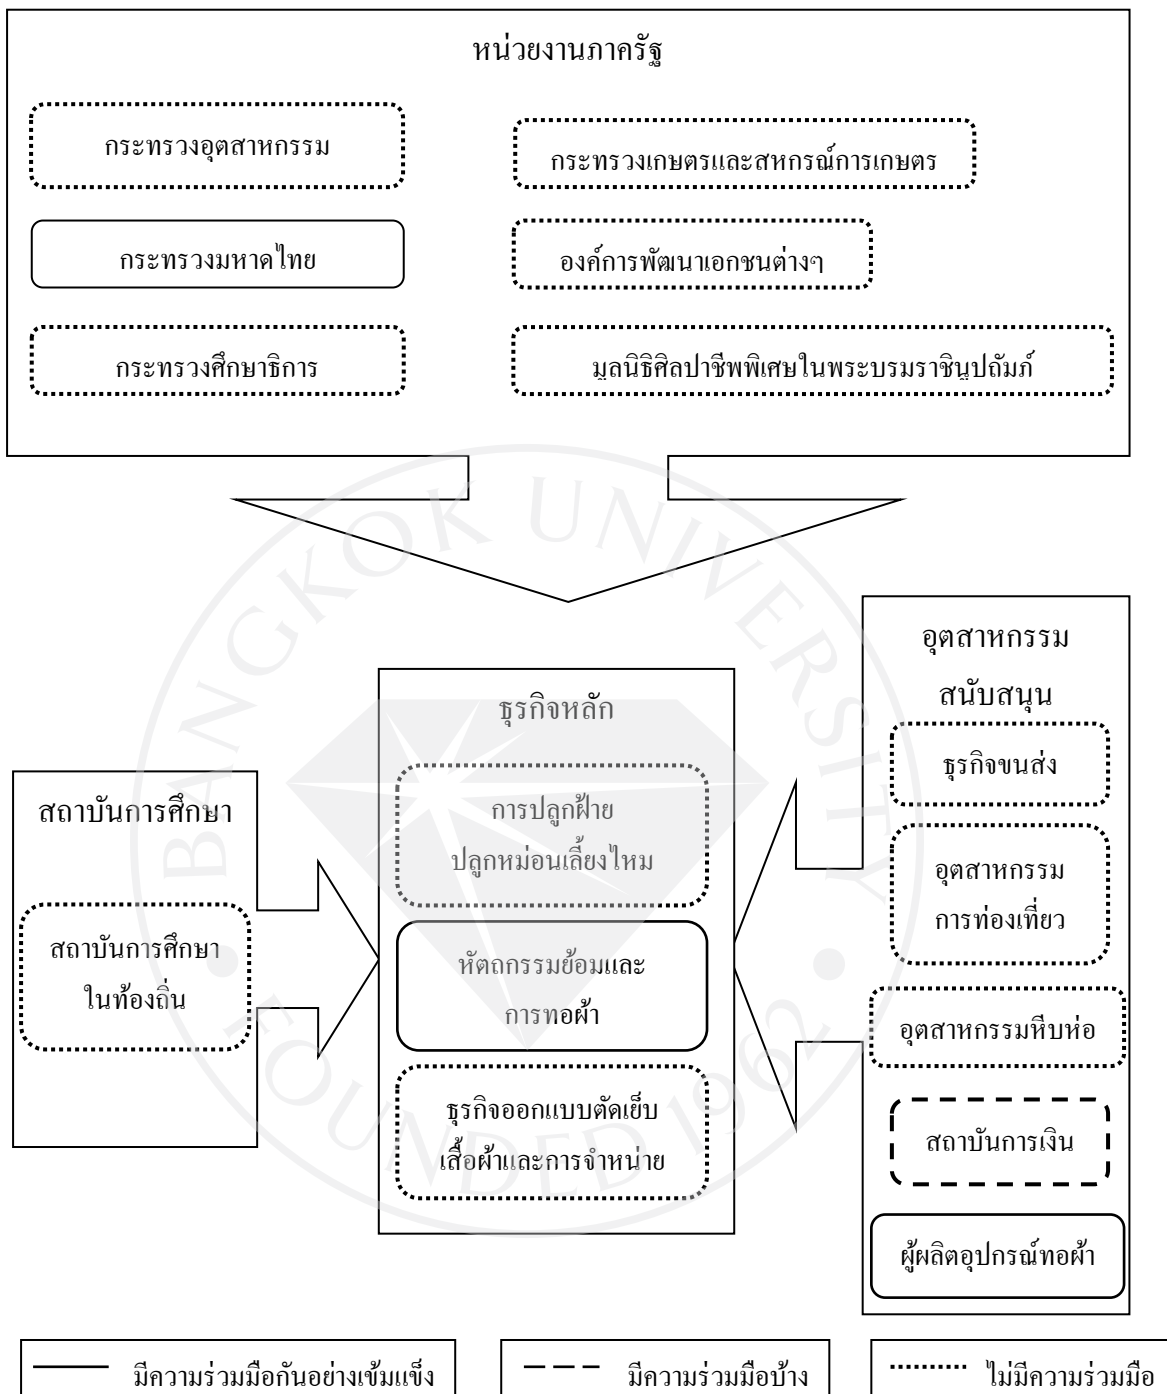 หน่วยงานภาครัฐ
กระทรวงอุตสาหกรรม
กระทรวงเกษตรและสหกรณ์การเกษตร
กระทรวงมหาดไทย
องค์การพัฒนาเอกชนต่างๆ
กระทรวงศึกษาธิการ
มูลนิธิศิลปาชีพพิเศษในพระบรมราชินูปถัมภ์
สถาบันการศึกษา
สถาบันการศึกษา
ในท้องถิ่น
ธุรกิจหลัก
การปลูกฝ้าย
ปลูกหม่อนเลี้ยงไหม
หัตถกรรมย้อมและ
การทอผ้า
ธุรกิจออกแบบตัดเย็บ
เสื้อผ้าและการจำหน่าย
อุตสาหกรรม
สนับสนุน
ธุรกิจขนส่ง
อุตสาหกรรม
การท่องเที่ยว
อุตสาหกรรมหีบห่อ
สถาบันการเงิน
ผู้ผลิตอุปกรณ์ทอผ้า
มีความร่วมมือกันอย่างเข้มแข็ง
มีความร่วมมือบ้าง
ไม่มีความร่วมมือ
BANGKOK UNIVERSITY
FOUNDED 1962